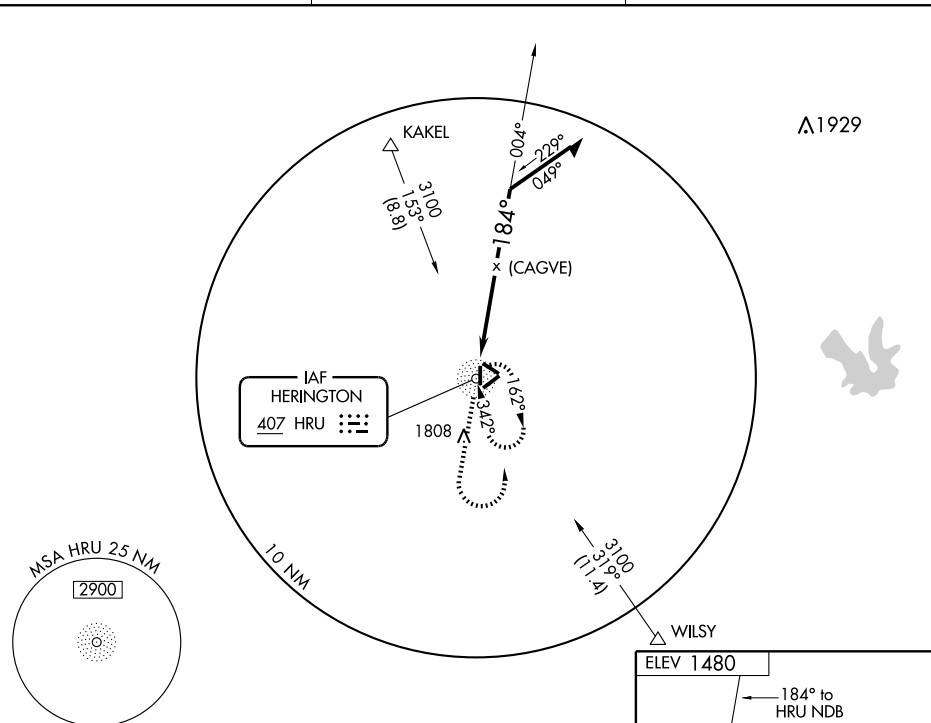 KAKEL
3100
153°
(8.8)
004°
229°
049°
184°
x (CAGVE)
1929
IAF
HERINGTON
407 HRU
162°
342°
1808
10 NM
3100
319°
(11.4)
WILSY
MSA HRU 25 NM
2900
ELEV 1480
184° to
HRU NDB